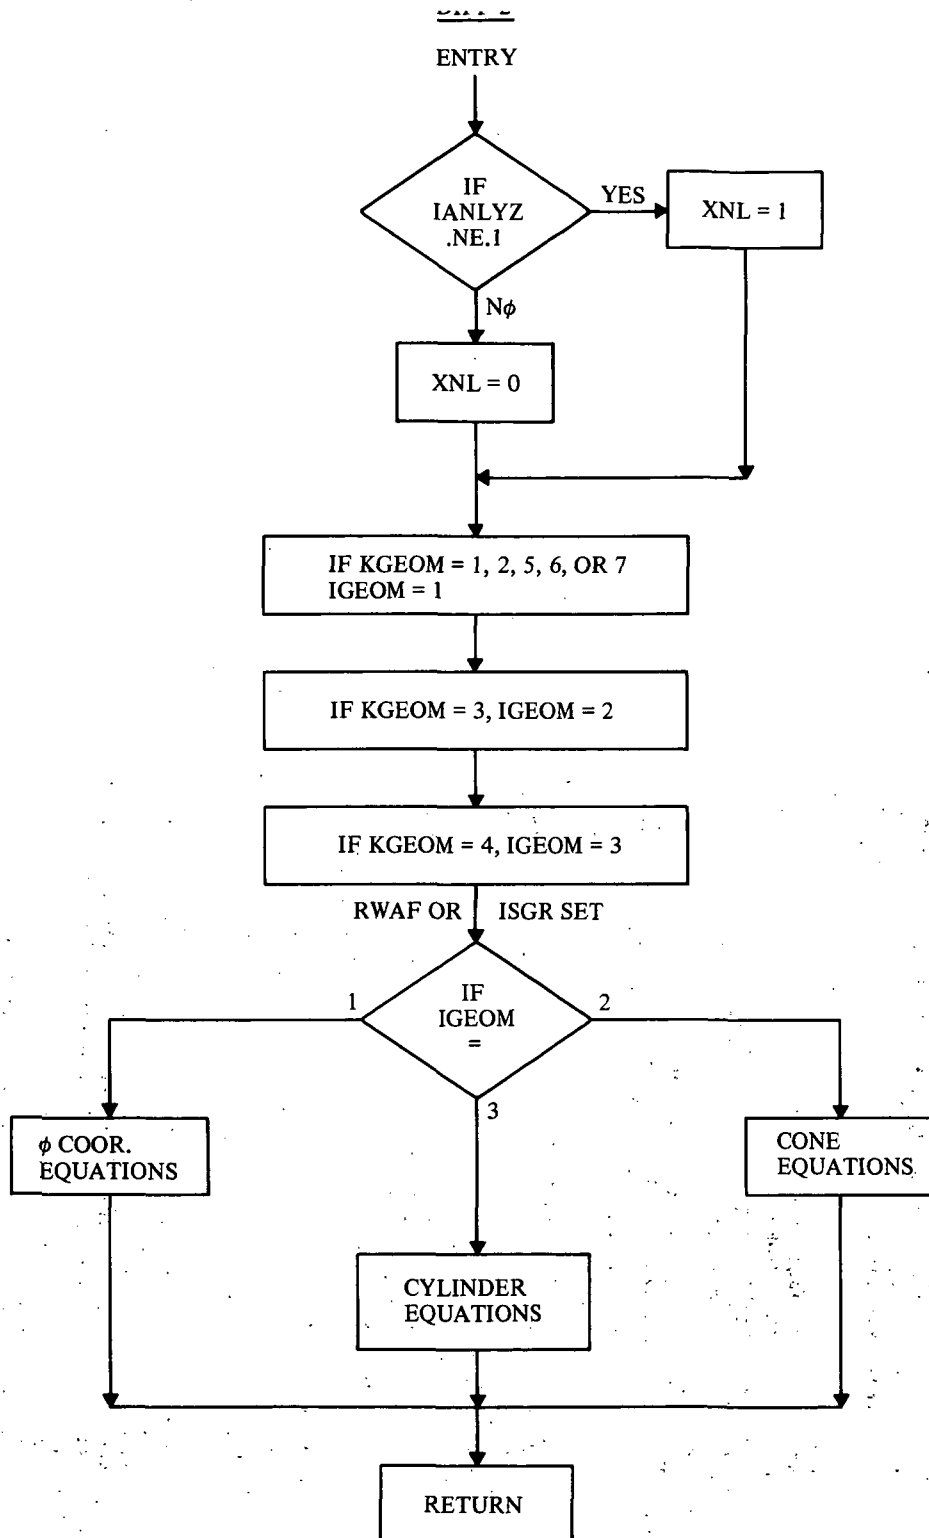 ENTRY
IF
IANLYZ
.NE.1
YES
XNL = 1
Nϕ
XNL = 0
IF KGEOM = 1, 2, 5, 6, OR 7
IGEOM = 1
IF KGEOM = 3, IGEOM = 2
IF KGEOM = 4, IGEOM = 3
RWAF OR ISGR SET
1
IF
IGEOM
=
2
3
ϕ COOR.
EQUATIONS
CONE
EQUATIONS
CYLINDER
EQUATIONS
RETURN